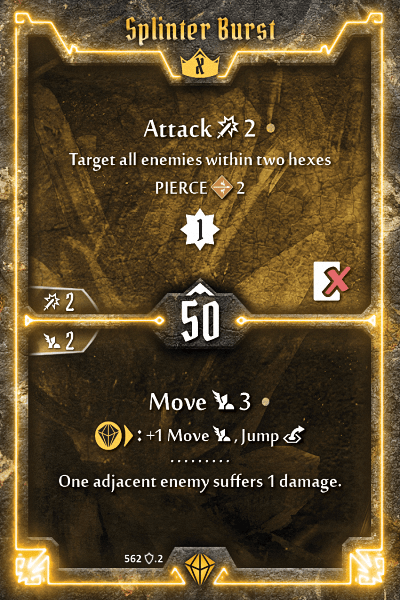 Splinter Burst
X
Attack 2
Target all enemies within two hexes
PIERCE 2
1
2
50
2
Move 3
: +1 Move , Jump
One adjacent enemy suffers 1 damage.
562 .2